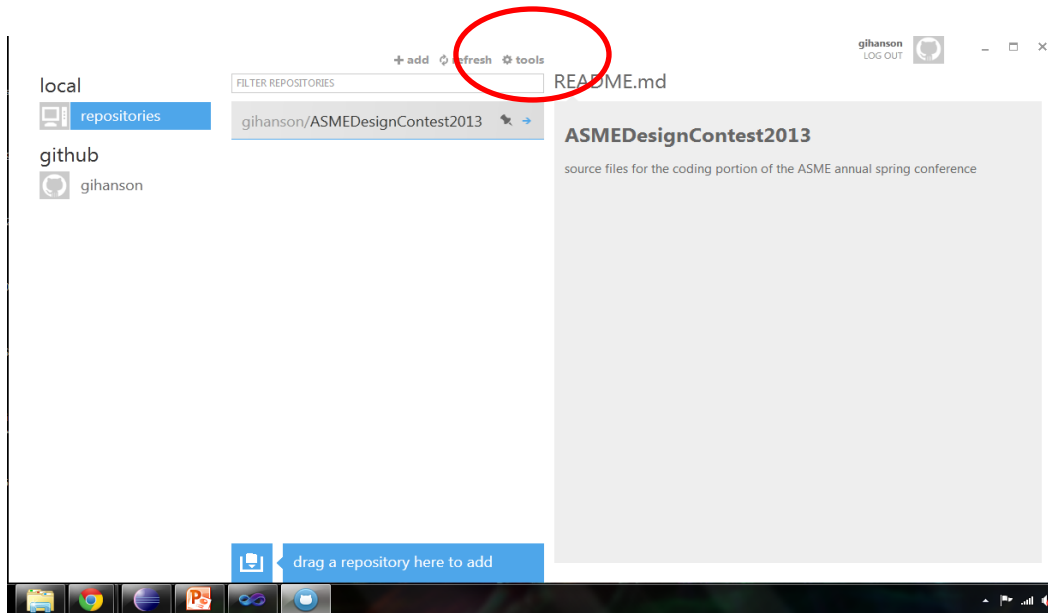 gihanson
LOG OUT
add refresh tools
local
FILTER REPOSITORIES
README.md
repositories
gihanson/ASMEDesignContest2013
ASMEDesignContest2013
github
source files for the coding portion of the ASME annual spring conference
gihanson
drag a repository here to add